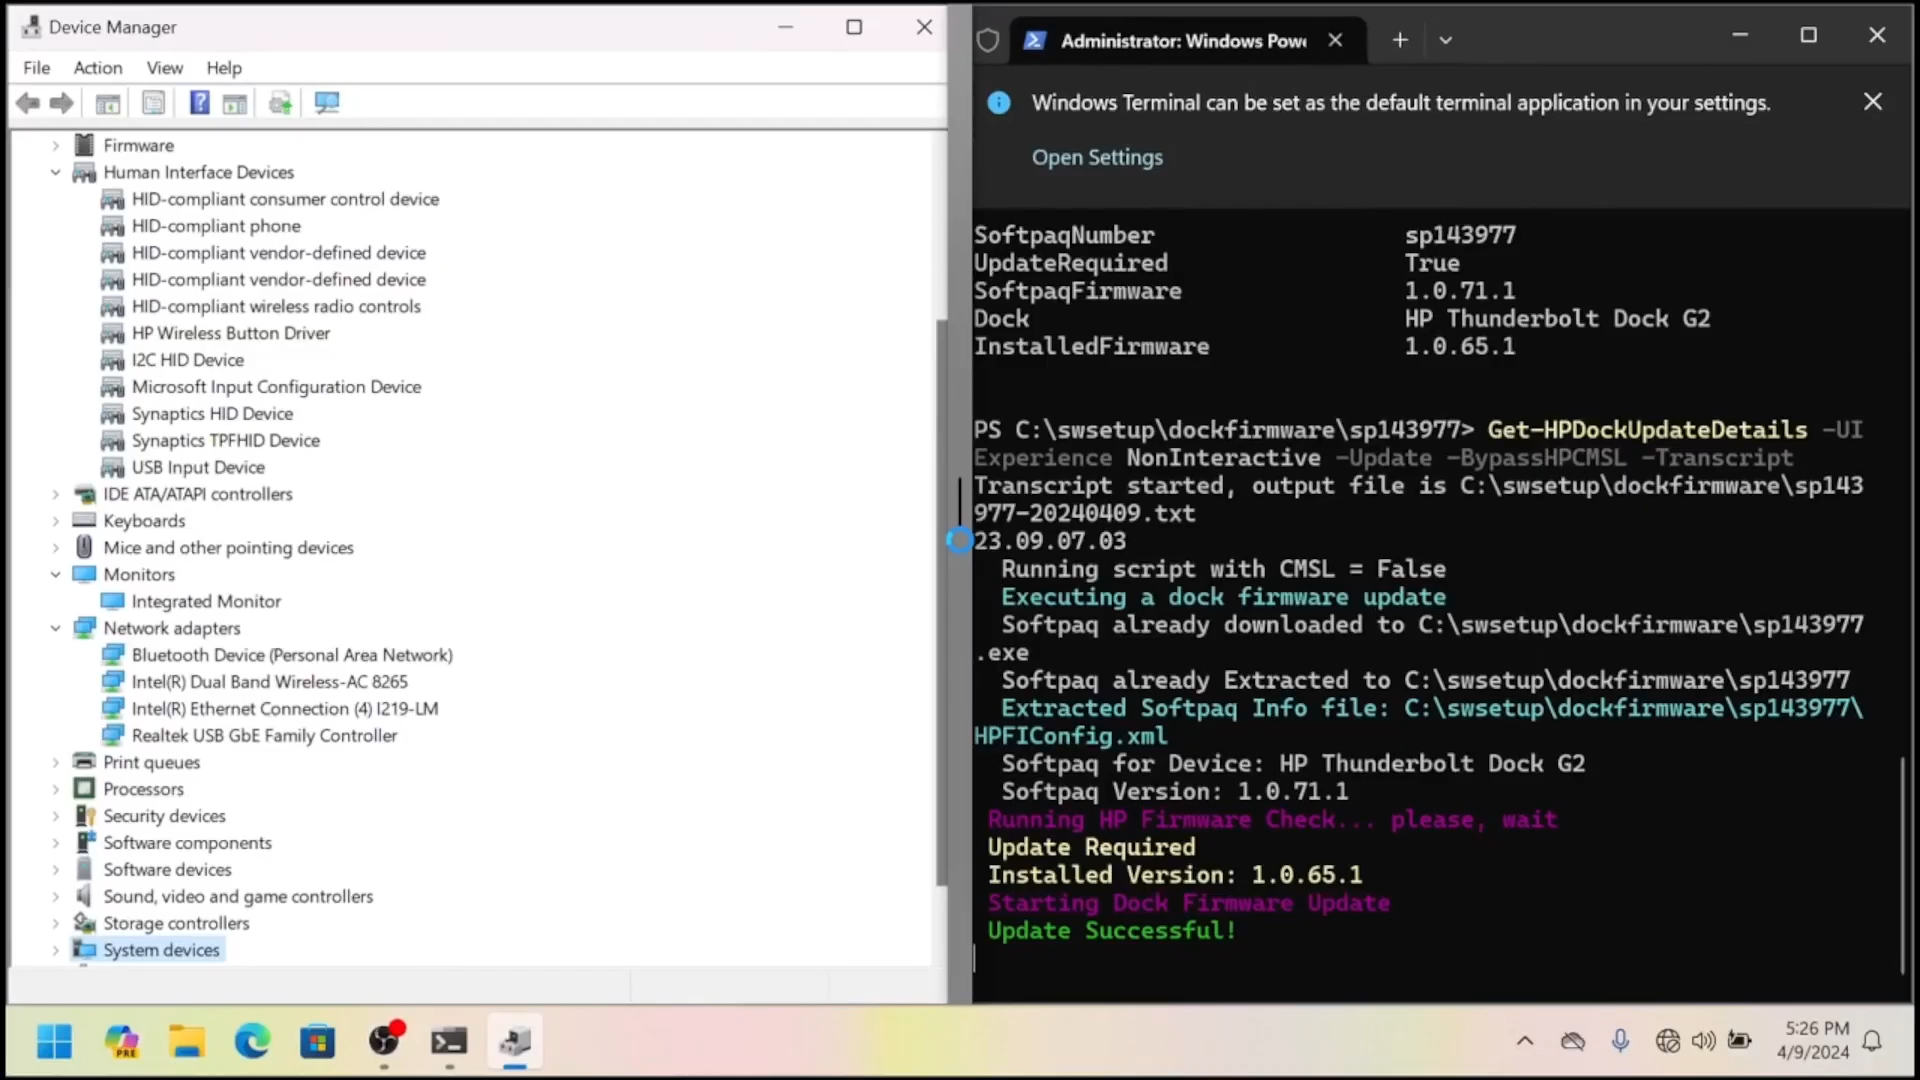 Device Manager
File Action View Help
Firmware
Human Interface Devices
HID-compliant consumer control device
HID-compliant phone
HID-compliant vendor-defined device
HID-compliant vendor-defined device
HID-compliant wireless radio controls
HP Wireless Button Driver
I2C HID Device
Microsoft Input Configuration Device
Synaptics HID Device
Synaptics TPFHID Device
USB Input Device
IDE ATA/ATAPI controllers
Keyboards
Mice and other pointing devices
Monitors
Integrated Monitor
Network adapters
Bluetooth Device (Personal Area Network)
Intel(R) Dual Band Wireless-AC 8265
Intel(R) Ethernet Connection (4) I219-LM
Realtek USB GbE Family Controller
Print queues
Processors
Security devices
Software components
Software devices
Sound, video and game controllers
Storage controllers
System devices
Administrator: Windows Powe
Windows Terminal can be set as the default terminal application in your settings.
Open Settings
SoftpaqNumber sp143977
UpdateRequired True
SoftpaqFirmware 1.0.71.1
Dock HP Thunderbolt Dock G2
InstalledFirmware 1.0.65.1
PS C:\swsetup\dockfirmware\sp143977> Get-HPDockUpdateDetails -UI
Experience NonInteractive -Update -BypassHPCMSL -Transcript
Transcript started, output file is C:\swsetup\dockfirmware\sp143
977-20240409.txt
23.09.07.03
Running script with CMSL = False
Executing a dock firmware update
Softpaq already downloaded to C:\swsetup\dockfirmware\sp143977
.exe
Softpaq already Extracted to C:\swsetup\dockfirmware\sp143977
Extracted Softpaq Info file: C:\swsetup\dockfirmware\sp143977\
HPFIConfig.xml
Softpaq for Device: HP Thunderbolt Dock G2
Softpaq Version: 1.0.71.1
Running HP Firmware Check... please, wait
Update Required
Installed Version: 1.0.65.1
Starting Dock Firmware Update
Update Successful!
PRE
5:26 PM
4/9/2024